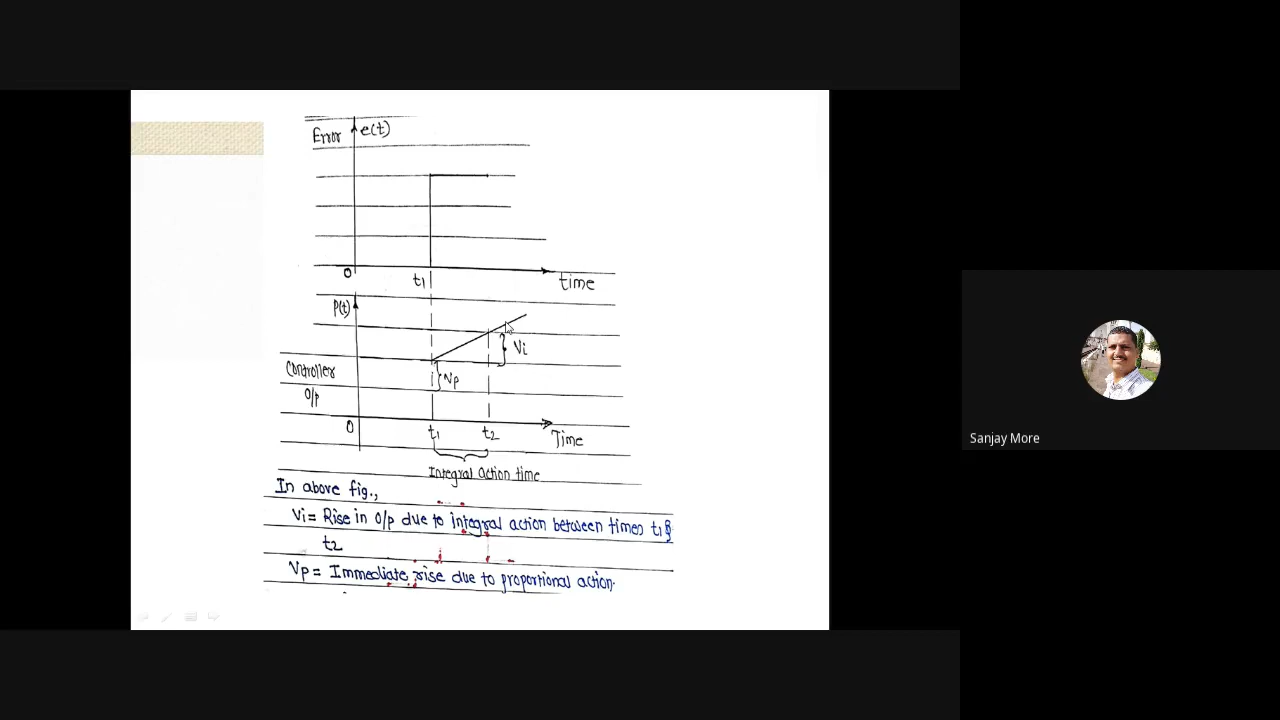 Error e(t)
0
t1
time
p(t)
Vi
Controller
Vp
O/p
0
t1
t2
Time
Integral Action time
In above fig.,
Vi = Rise in O/p due to integral action between times t1 &
t2
Vp = Immediate rise due to proportional action.
Sanjay More